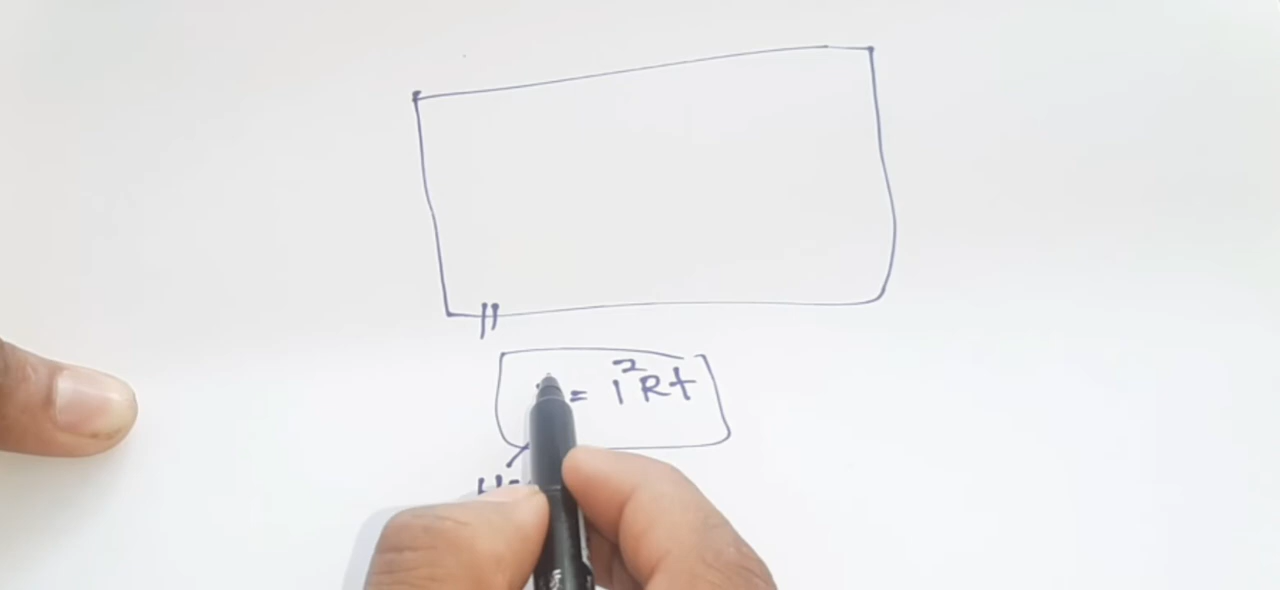 = i²Rt